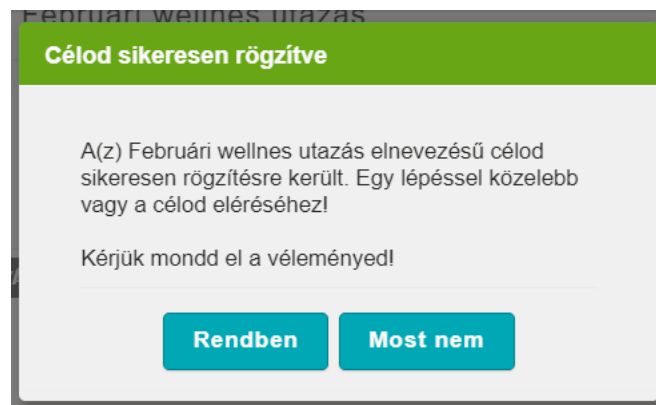 Februári wellnes utazás
Célod sikeresen rögzítve
A(z) Februári wellnes utazás elnevezésű célod
sikeresen rögzítésre került. Egy lépéssel közelebb
vagy a célod eléréséhez!
Kérjük mondd el a véleményed!
Rendben
Most nem